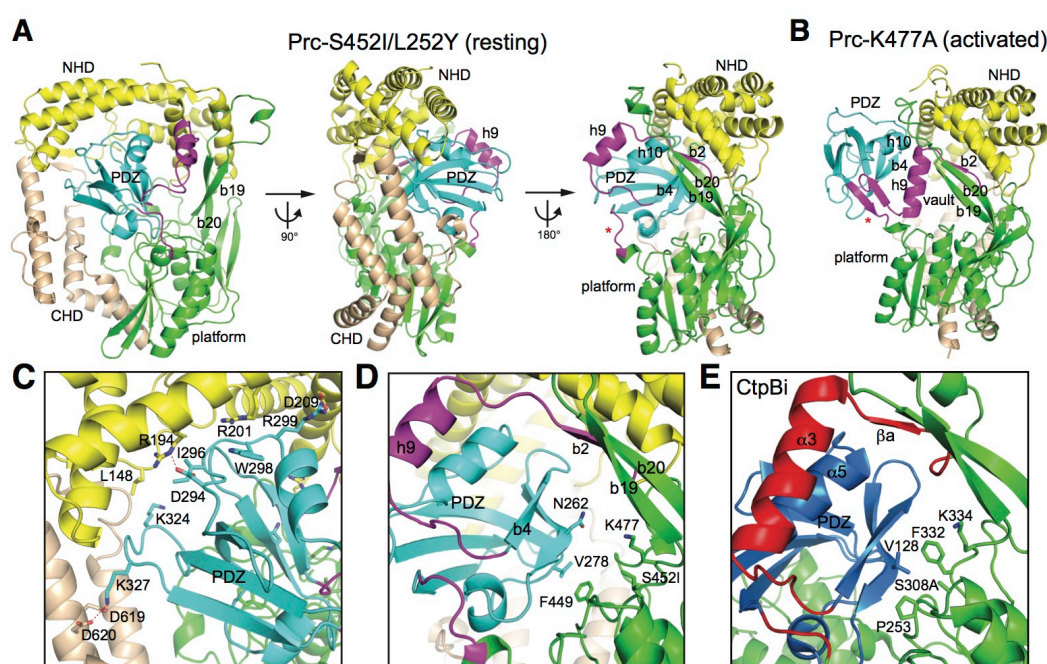 A
Prc-S452I/L252Y (resting)
NHD
PDZ
b19
b20
CHD
platform
90°
NHD
h9
PDZ
CHD
180°
NHD
h9
h10
b2
PDZ
b4
b20
b19
*
platform
B
Prc-K477A (activated)
NHD
PDZ
h10
b4
b2
h9
b20
vault
b19
*
platform
C
D209
R201
R299
R194
I296
W298
L148
D294
K324
PDZ
K327
D619
D620
D
h9
b2
b20
b19
PDZ
N262
b4
K477
V278
S452I
F449
E
CtpBi
α3
βa
α5
PDZ
K334
F332
V128
S308A
P253